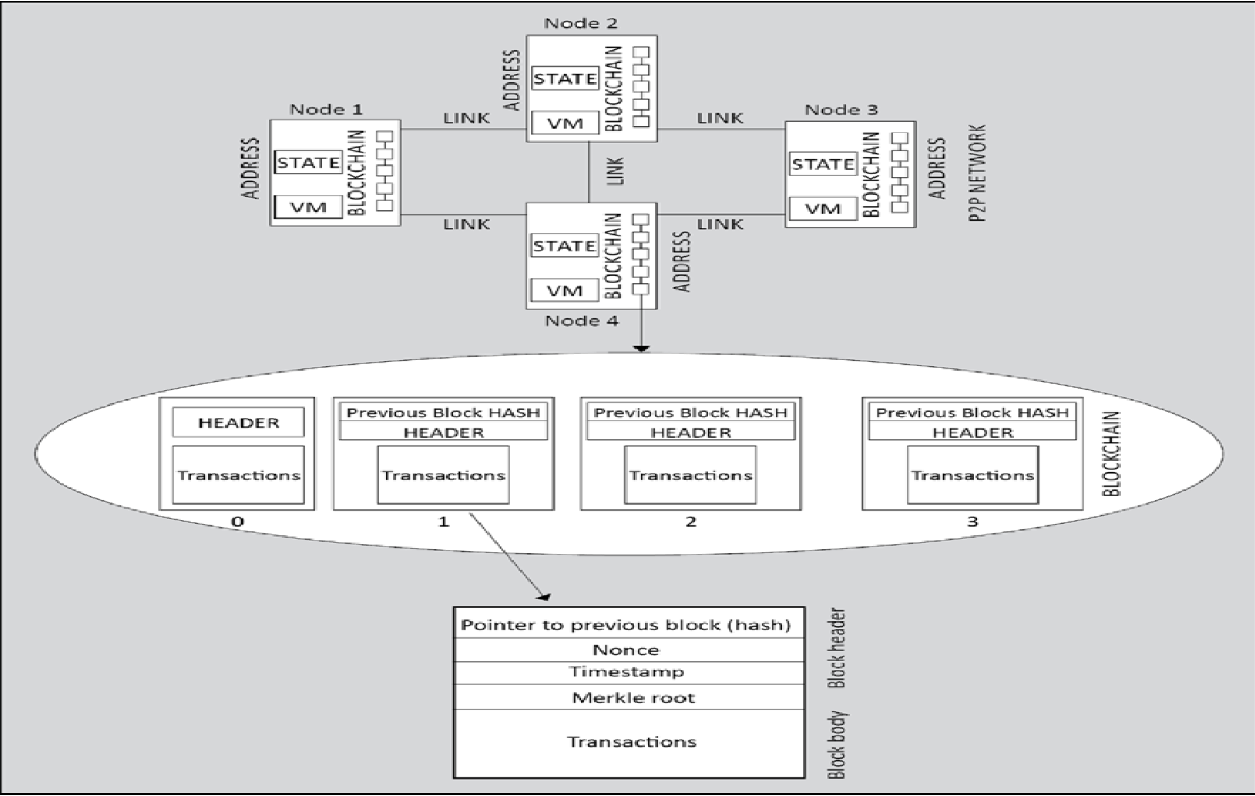 Node 2
ADDRESS
STATE
VM
BLOCKCHAIN
Node 1
ADDRESS
STATE
VM
BLOCKCHAIN
LINK
LINK
LINK
LINK
LINK
Node 3
STATE
VM
BLOCKCHAIN
ADDRESS
P2P NETWORK
STATE
VM
BLOCKCHAIN
ADDRESS
Node 4
HEADER
Transactions
0
Previous Block HASH
HEADER
Transactions
1
Previous Block HASH
HEADER
Transactions
2
Previous Block HASH
HEADER
Transactions
3
BLOCKCHAIN
Pointer to previous block (hash)
Nonce
Timestamp
Merkle root
Block header
Transactions
Block body